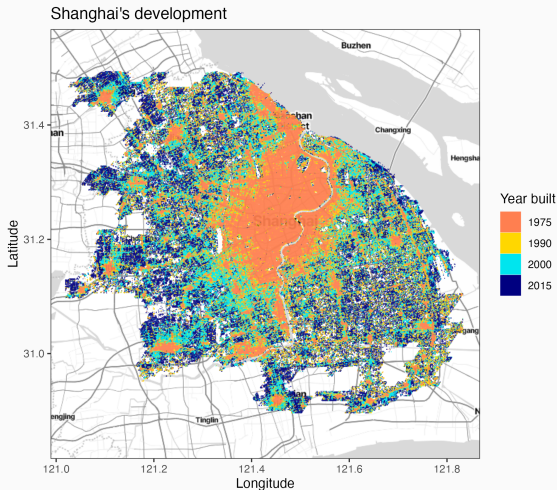 Shanghai's development
Buzhen
Changxing
Hengsha
Shanghai
Tinglin
31.4
31.2
31.0
Latitude
121.0
121.2
121.4
121.6
121.8
Longitude
Year built
1975
1990
2000
2015